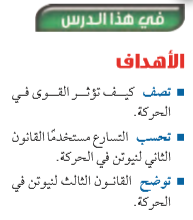 في هذا الدرس
الأهداف
■ تصف كيف تؤثر القوى في
الحركة.
■ تحسب التسارع مستخدمًا القانون
الثاني لنيوتن في الحركة.
■ توضح القانون الثالث لنيوتن في
الحركة.